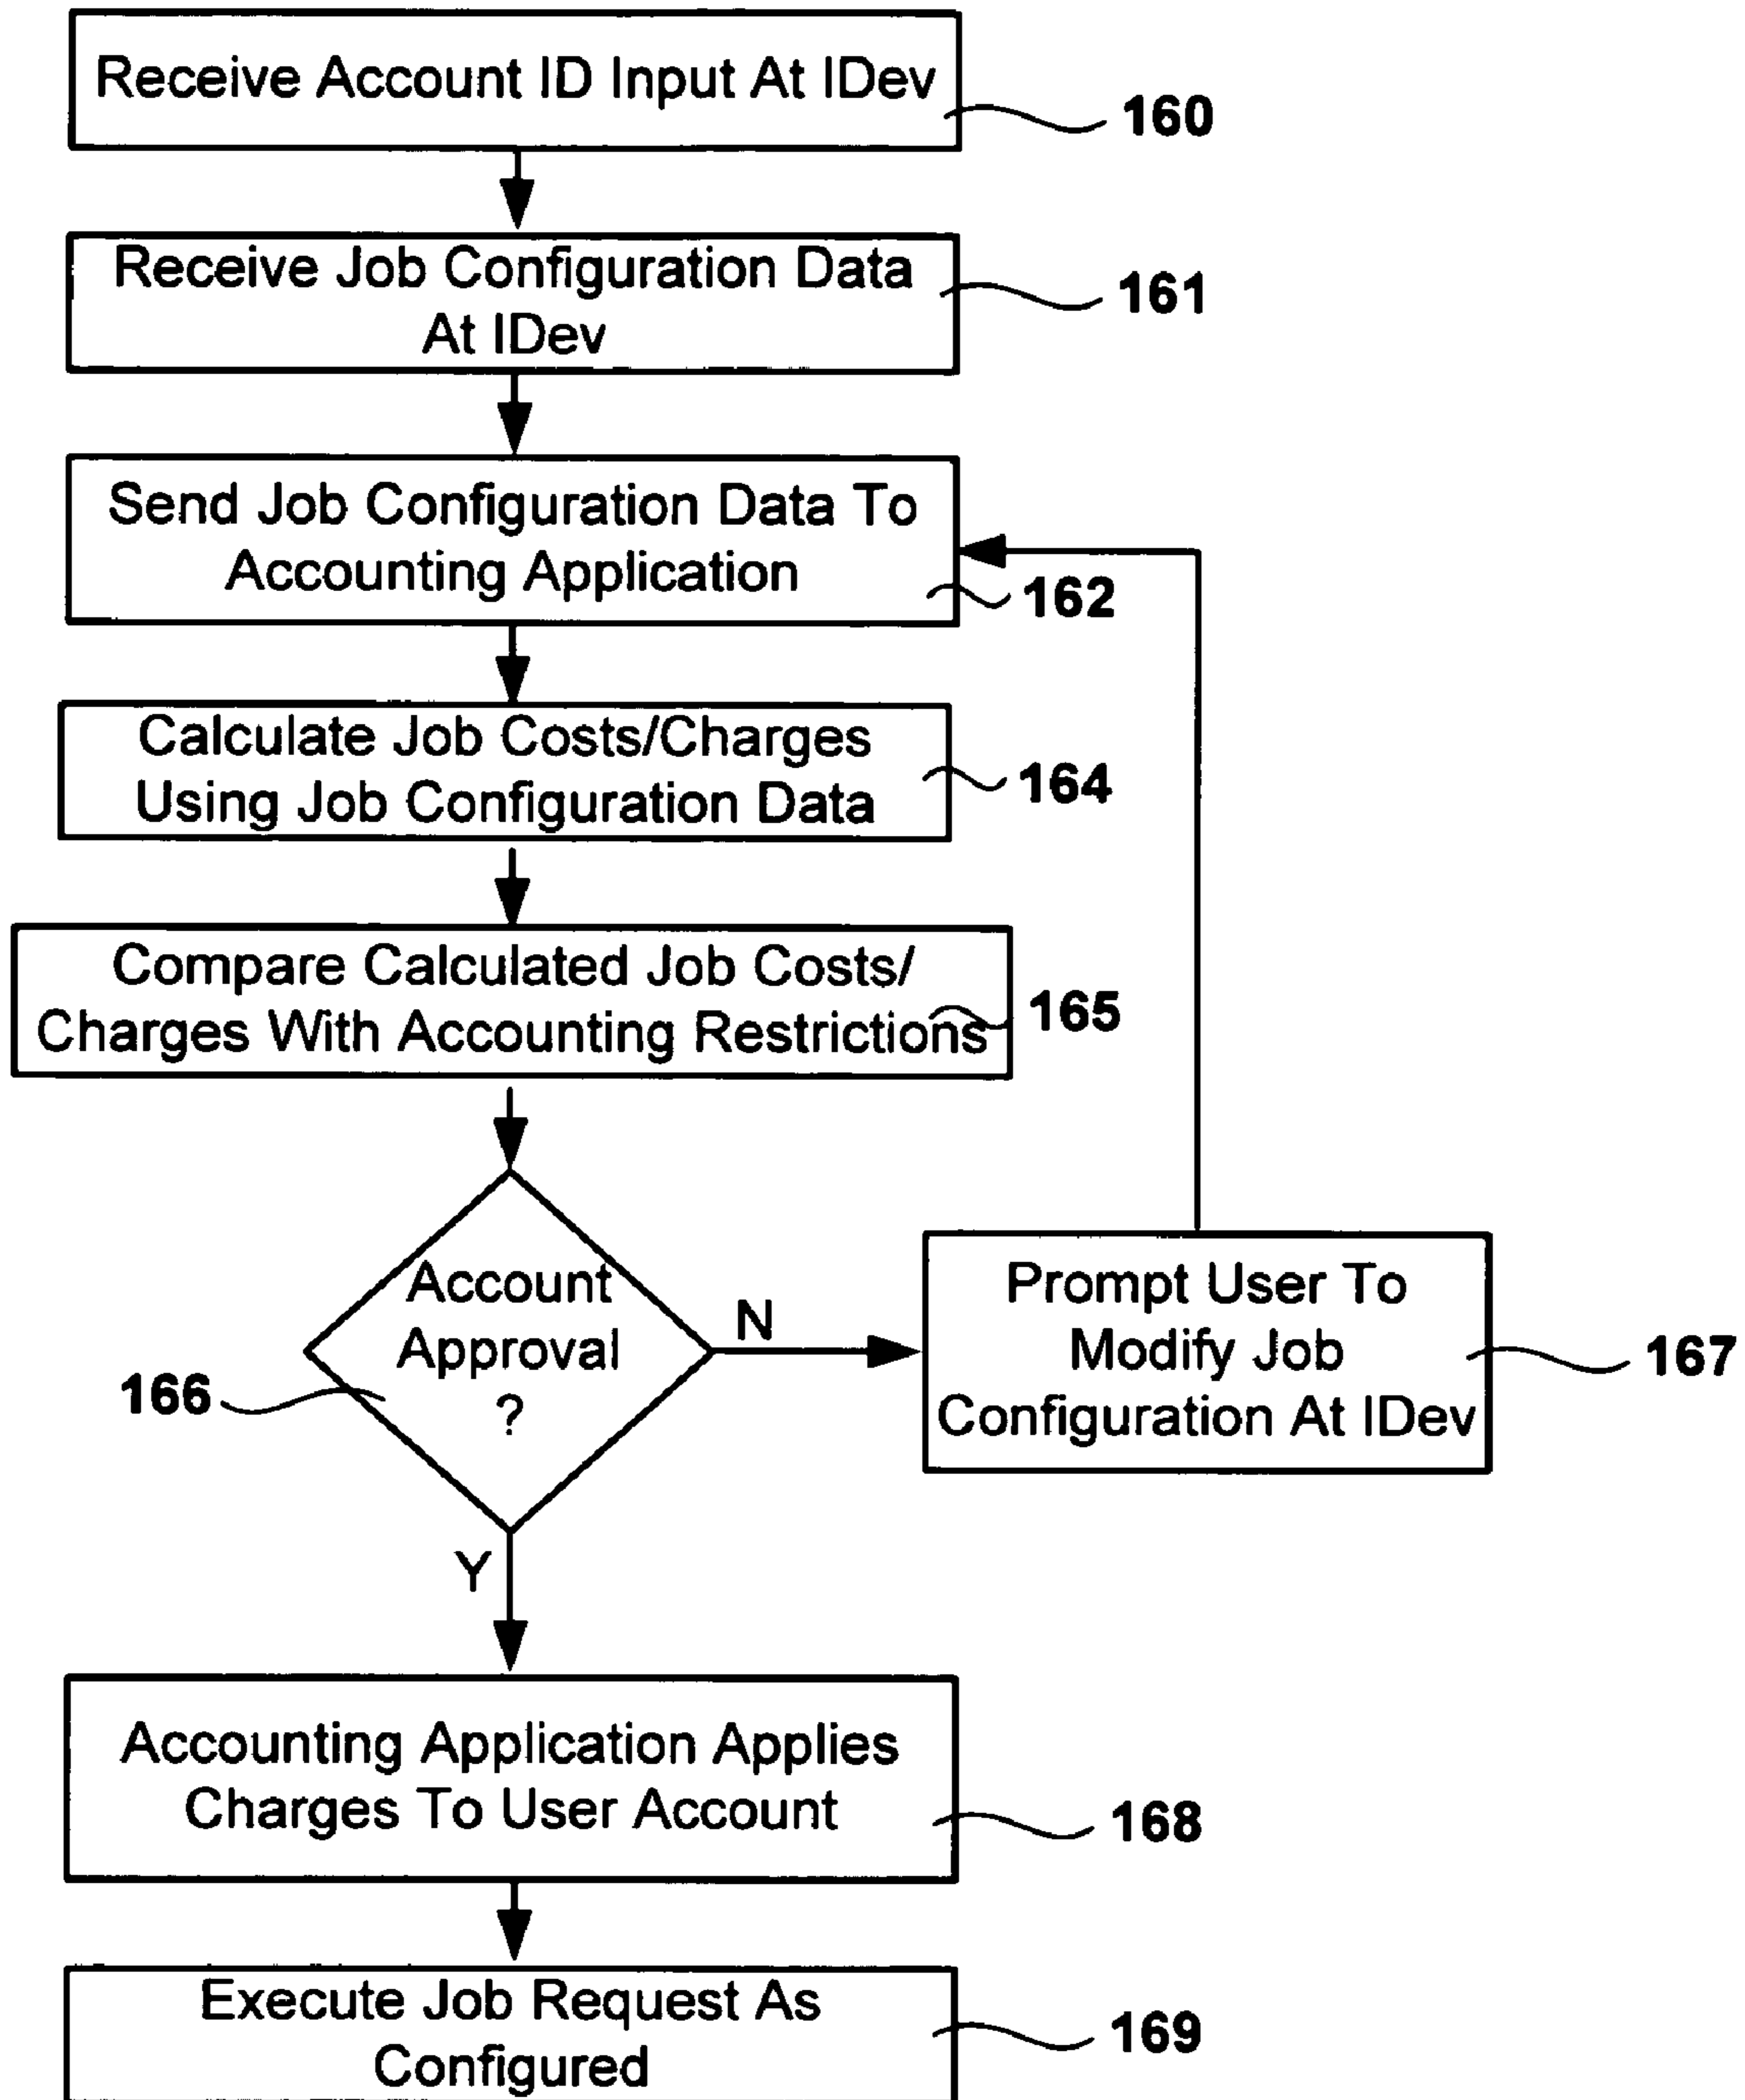 Receive Account ID Input At IDev
160
Receive Job Configuration Data
At IDev
161
Send Job Configuration Data To
Accounting Application
162
Calculate Job Costs/Charges
Using Job Configuration Data
164
Compare Calculated Job Costs/
Charges With Accounting Restrictions
165
Account
Approval
?
166
N
Prompt User To
Modify Job
Configuration At IDev
167
Y
Accounting Application Applies
Charges To User Account
168
Execute Job Request As
Configured
169